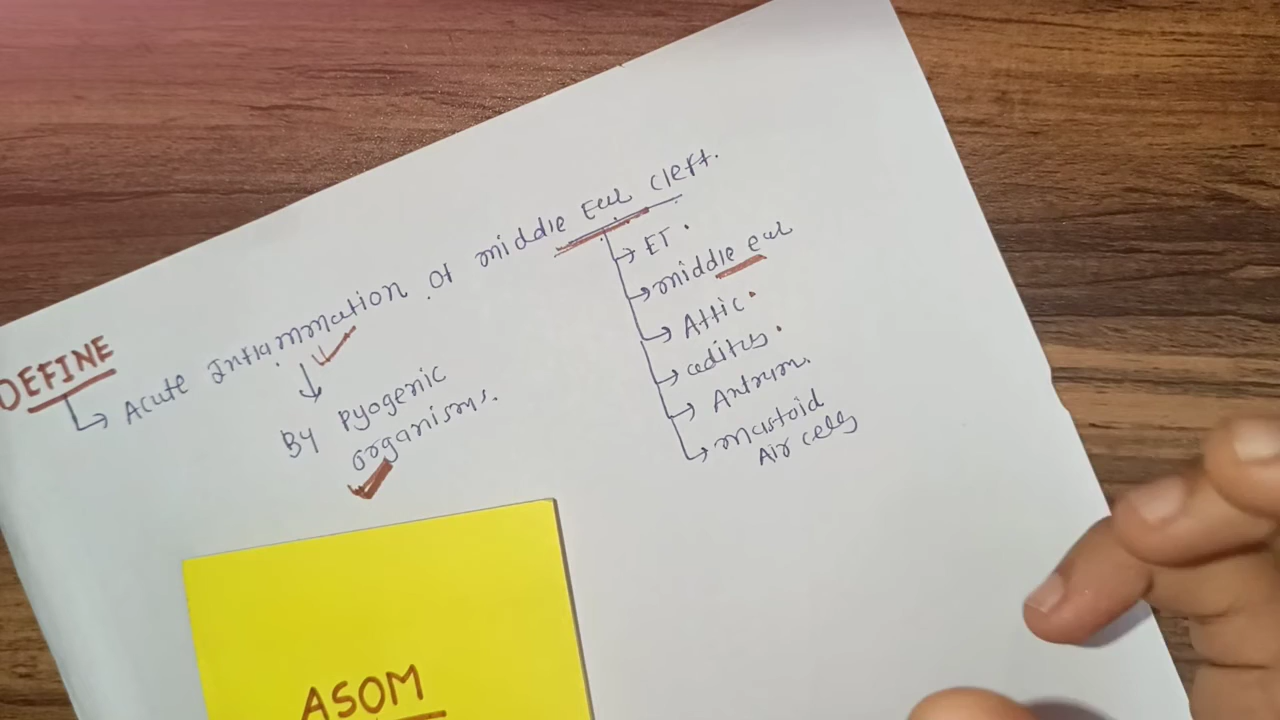 DEFINE
Acute Inflammation of middle Ear Cleft.
By Pyogenic
organisms.
ET
middle ear
Attic
aditus
Antrum
mastoid
Air cells
ASOM